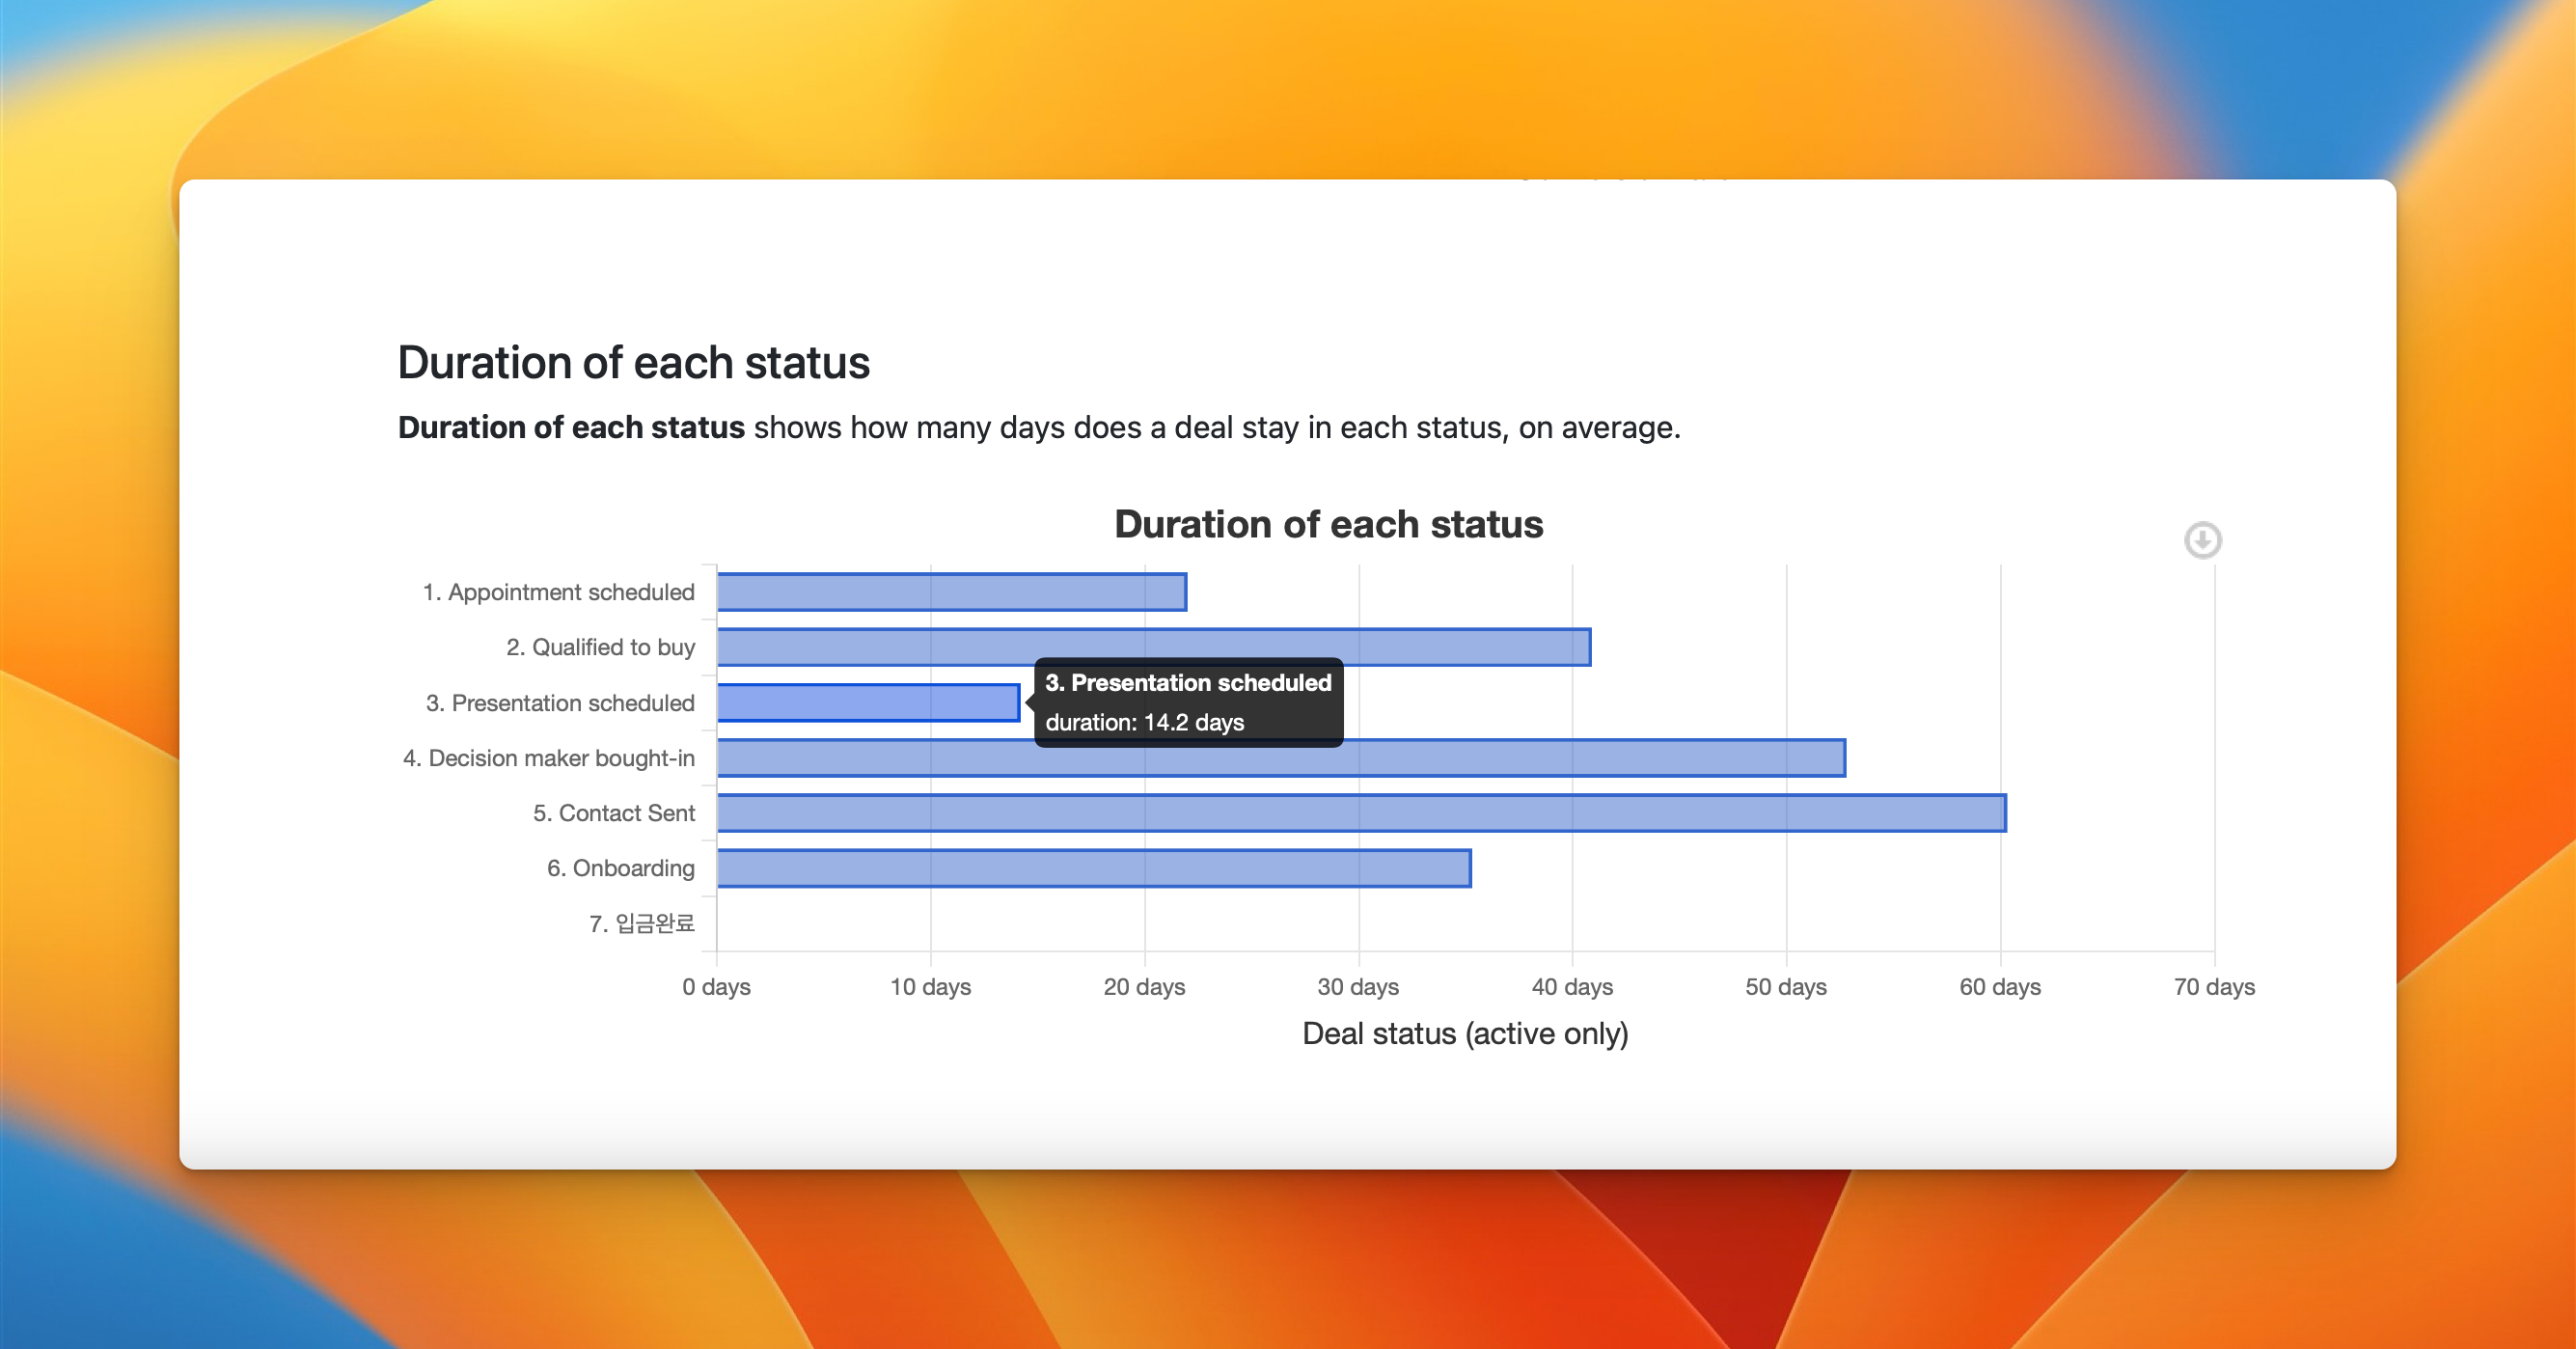 Duration of each status
Duration of each status shows how many days does a deal stay in each status, on average.
Duration of each status
1. Appointment scheduled
2. Qualified to buy
3. Presentation scheduled
3. Presentation scheduled
duration: 14.2 days
4. Decision maker bought-in
5. Contact Sent
6. Onboarding
7. 입금완료
0 days 10 days 20 days 30 days 40 days 50 days 60 days 70 days
Deal status (active only)